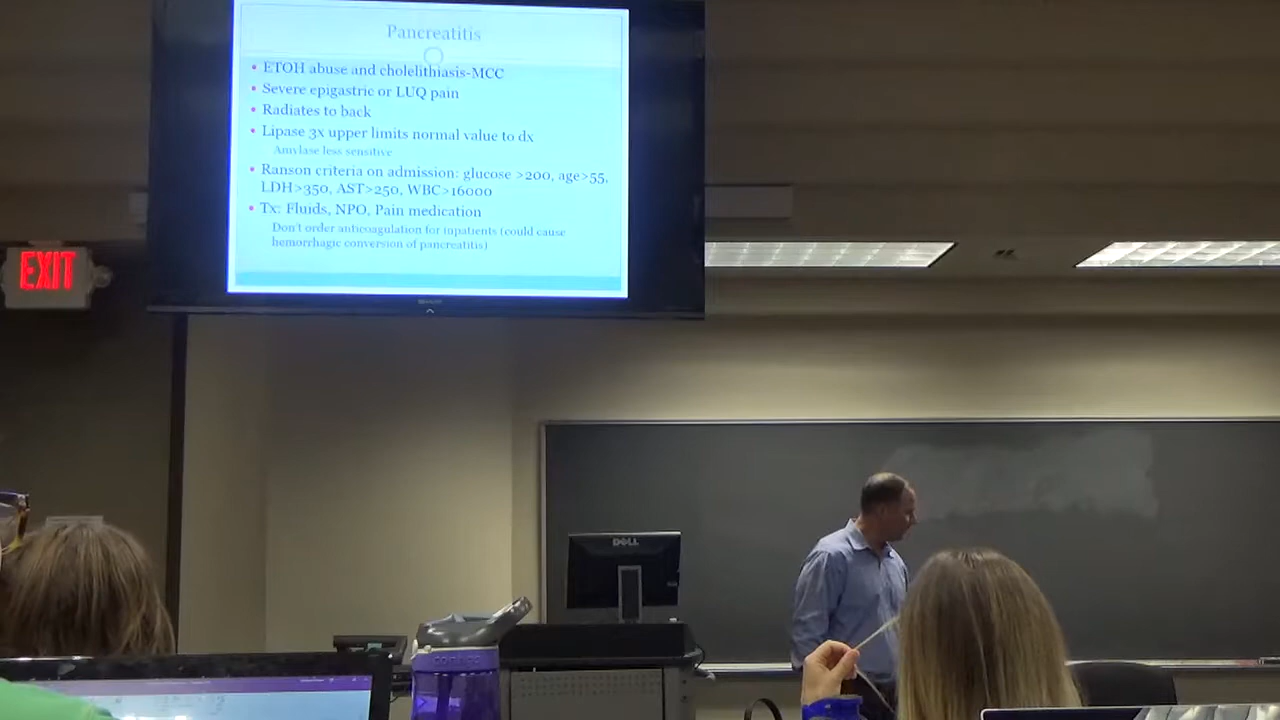 Pancreatitis
• ETOH abuse and cholelithiasis-MCC
• Severe epigastric or LUQ pain
• Radiates to back
• Lipase 3x upper limits normal value to dx
Amylase less sensitive
• Ranson criteria on admission: glucose >200, age>55,
LDH>350, AST>250, WBC>16000
• Tx: Fluids, NPO, Pain medication
Don't order anticoagulation for inpatients (could cause
hemorrhagic conversion of pancreatitis)
EXIT
DELL